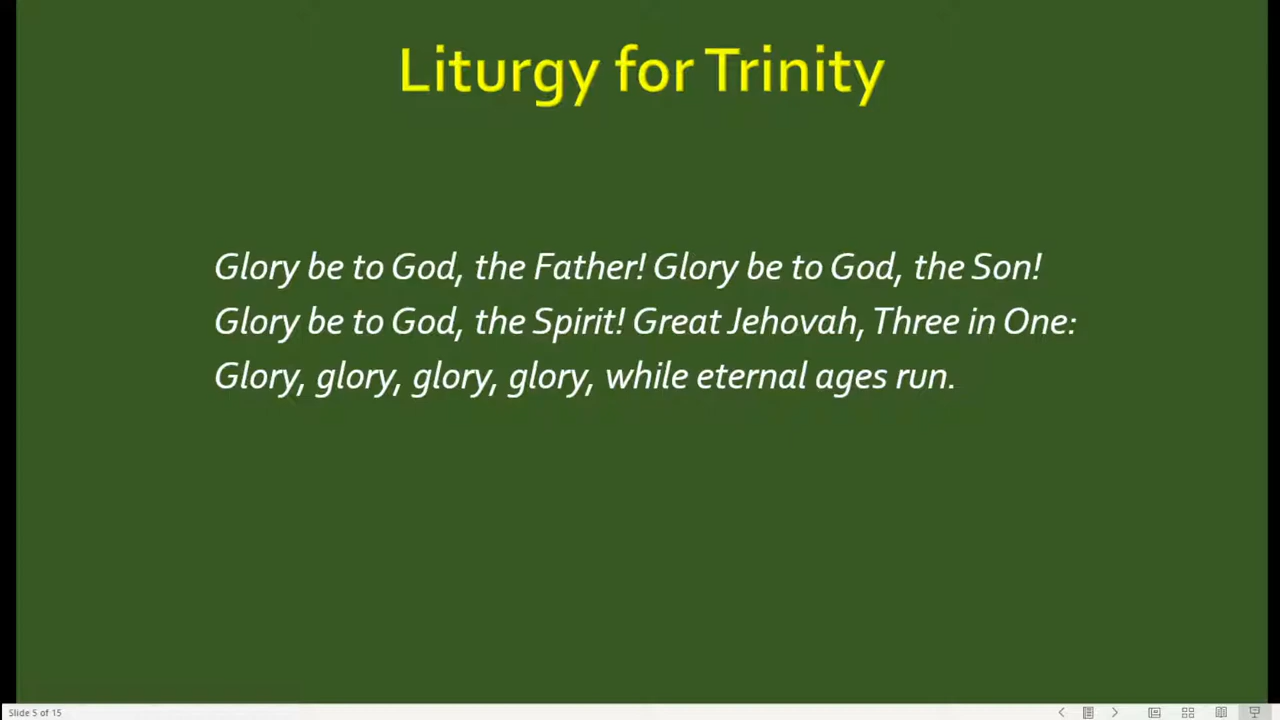 Liturgy for Trinity
Glory be to God, the Father! Glory be to God, the Son!
Glory be to God, the Spirit! Great Jehovah, Three in One:
Glory, glory, glory, glory, while eternal ages run.
Slide 5 of 15